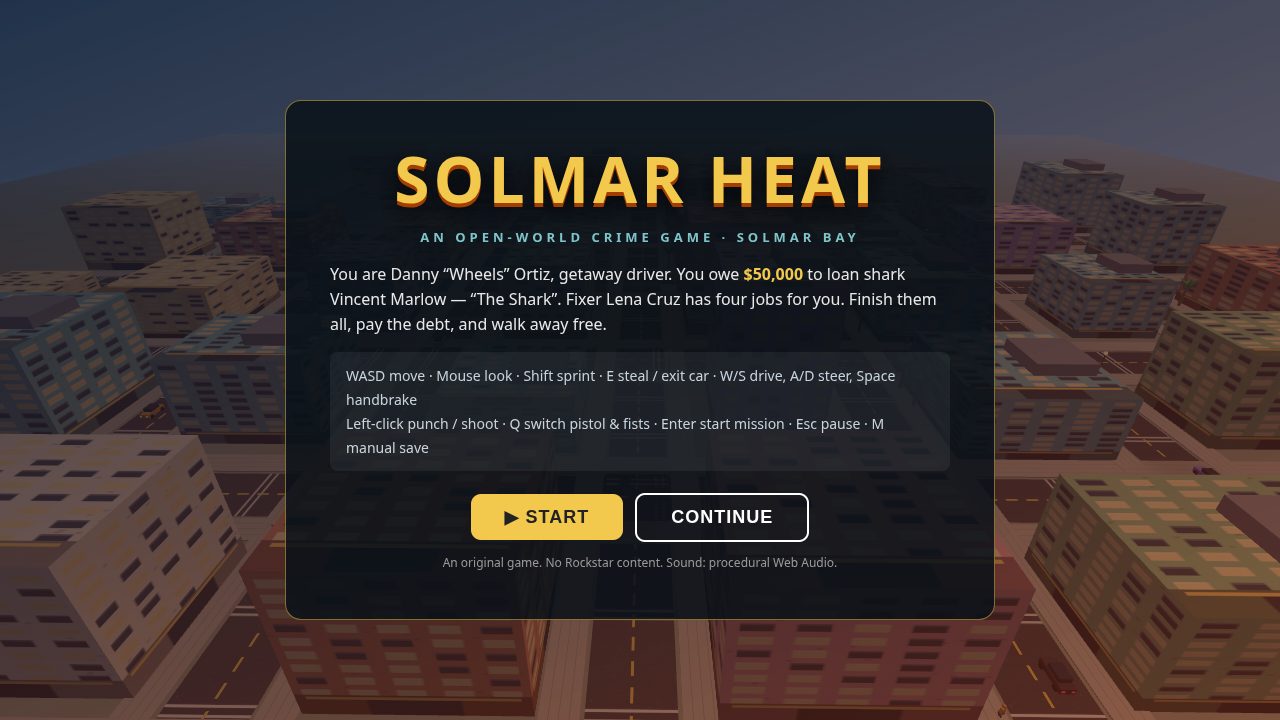 SOLMAR HEAT
AN OPEN-WORLD CRIME GAME · SOLMAR BAY
You are Danny “Wheels” Ortiz, getaway driver. You owe $50,000 to loan shark
Vincent Marlow — “The Shark”. Fixer Lena Cruz has four jobs for you. Finish them
all, pay the debt, and walk away free.
WASD move · Mouse look · Shift sprint · E steal / exit car · W/S drive, A/D steer, Space
handbrake
Left-click punch / shoot · Q switch pistol & fists · Enter start mission · Esc pause · M
manual save
▶ START
CONTINUE
An original game. No Rockstar content. Sound: procedural Web Audio.